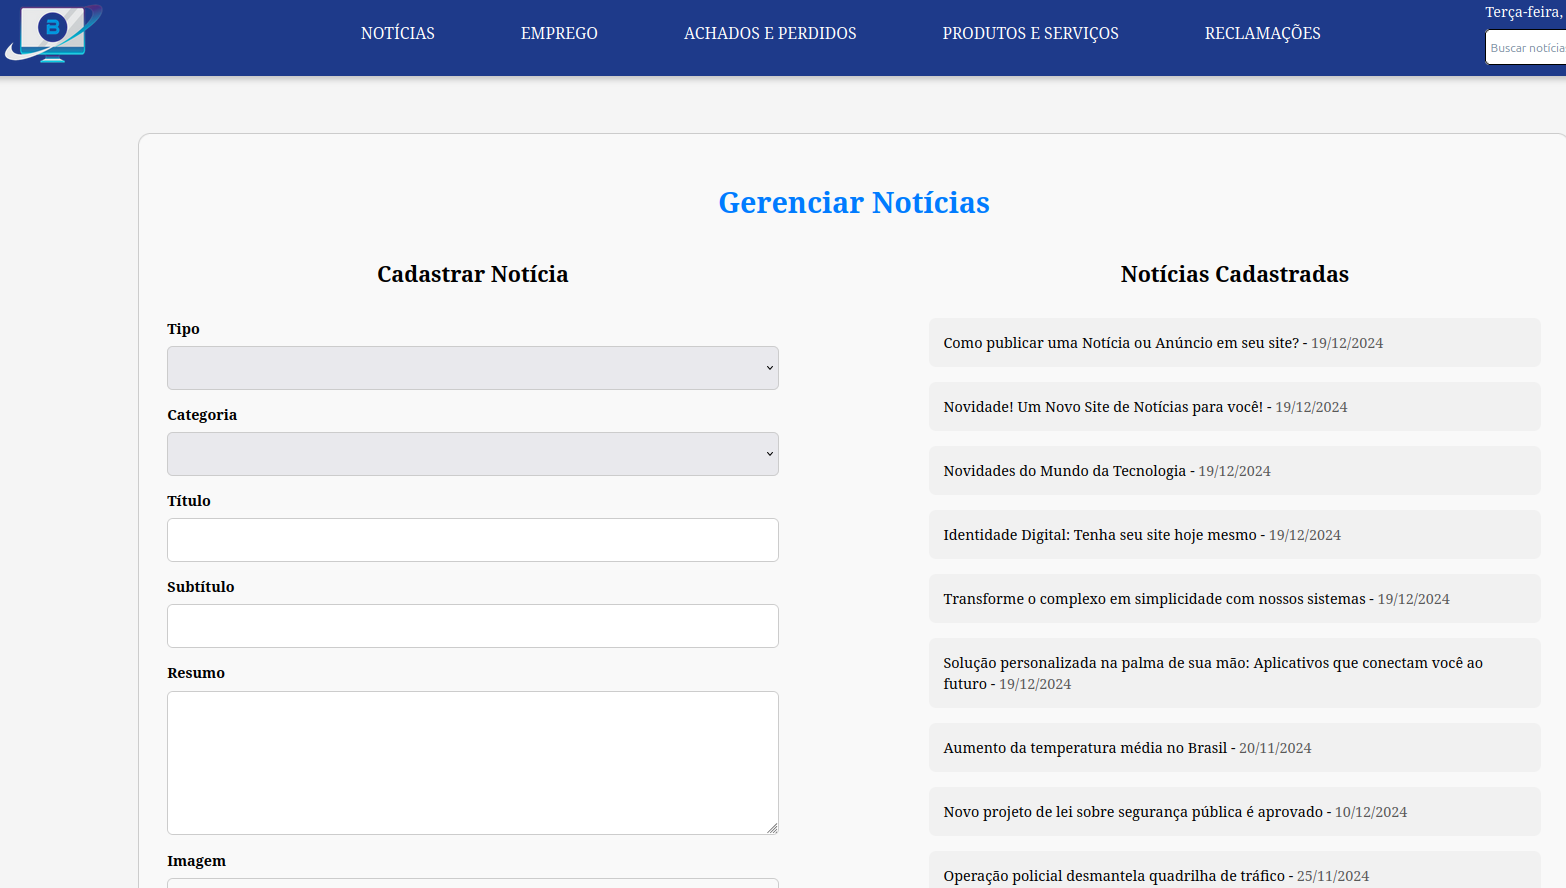 B
NOTÍCIAS
EMPREGO
ACHADOS E PERDIDOS
PRODUTOS E SERVIÇOS
RECLAMAÇÕES
Terça-feira,
Buscar notícia
Gerenciar Notícias
Cadastrar Notícia
Tipo
Categoria
Título
Subtítulo
Resumo
Imagem
Notícias Cadastradas
Como publicar uma Notícia ou Anúncio em seu site? - 19/12/2024
Novidade! Um Novo Site de Notícias para você! - 19/12/2024
Novidades do Mundo da Tecnologia - 19/12/2024
Identidade Digital: Tenha seu site hoje mesmo - 19/12/2024
Transforme o complexo em simplicidade com nossos sistemas - 19/12/2024
Solução personalizada na palma de sua mão: Aplicativos que conectam você ao
futuro - 19/12/2024
Aumento da temperatura média no Brasil - 20/11/2024
Novo projeto de lei sobre segurança pública é aprovado - 10/12/2024
Operação policial desmantela quadrilha de tráfico - 25/11/2024